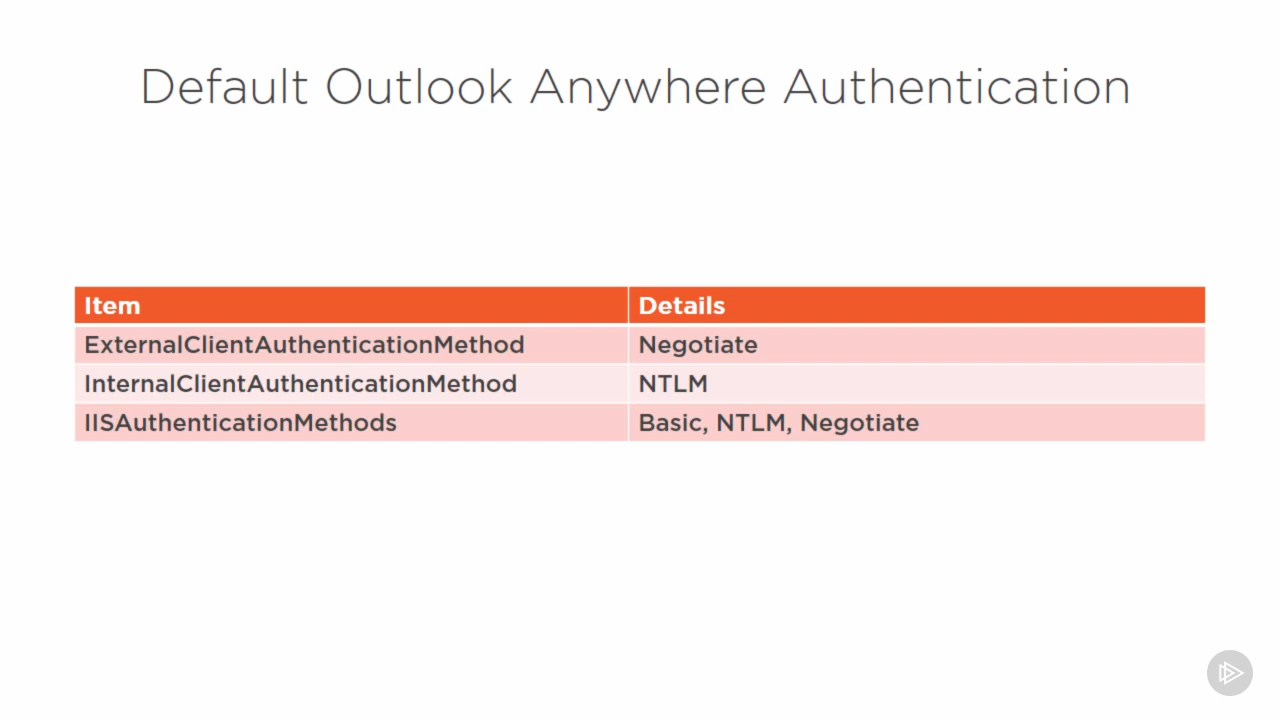 Default Outlook Anywhere Authentication
Item Details
ExternalClientAuthenticationMethod Negotiate
InternalClientAuthenticationMethod NTLM
IISAuthenticationMethods Basic, NTLM, Negotiate